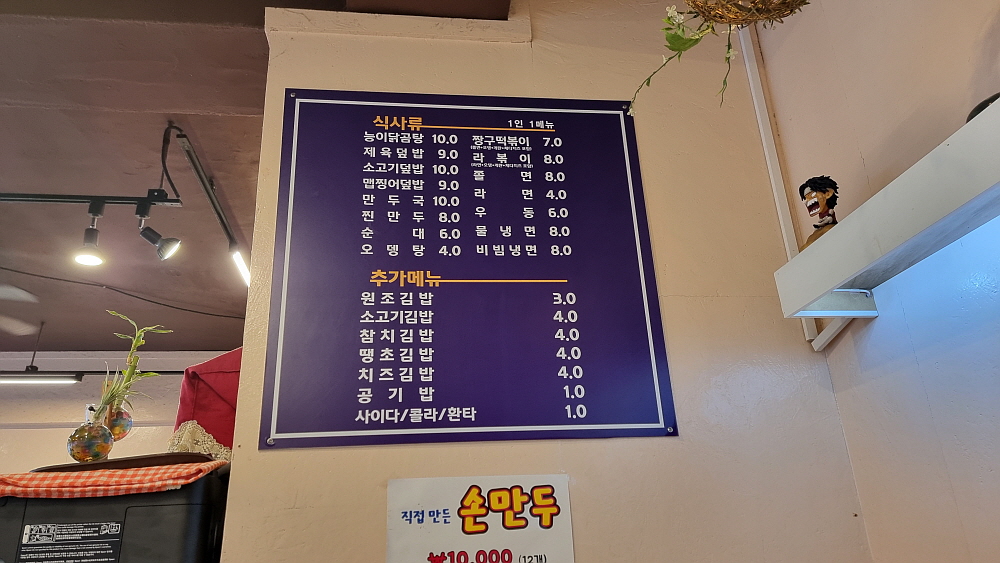 식사류
1인 1메뉴
능이닭곰탕 10.0
제육덮밥 9.0
소고기덮밥 10.0
맵찡어덮밥 9.0
만두국 10.0
찐만두 8.0
순대 6.0
오뎅탕 4.0
짱구떡볶이 7.0
라볶이 8.0
쫄면 8.0
라면 4.0
우동 6.0
물냉면 8.0
비빔냉면 8.0
추가메뉴
원조김밥 3.0
소고기김밥 4.0
참치김밥 4.0
땡초김밥 4.0
치즈김밥 4.0
공기밥 1.0
사이다/콜라/환타 1.0
직접 만든 손만두
₩10,000 (12개)